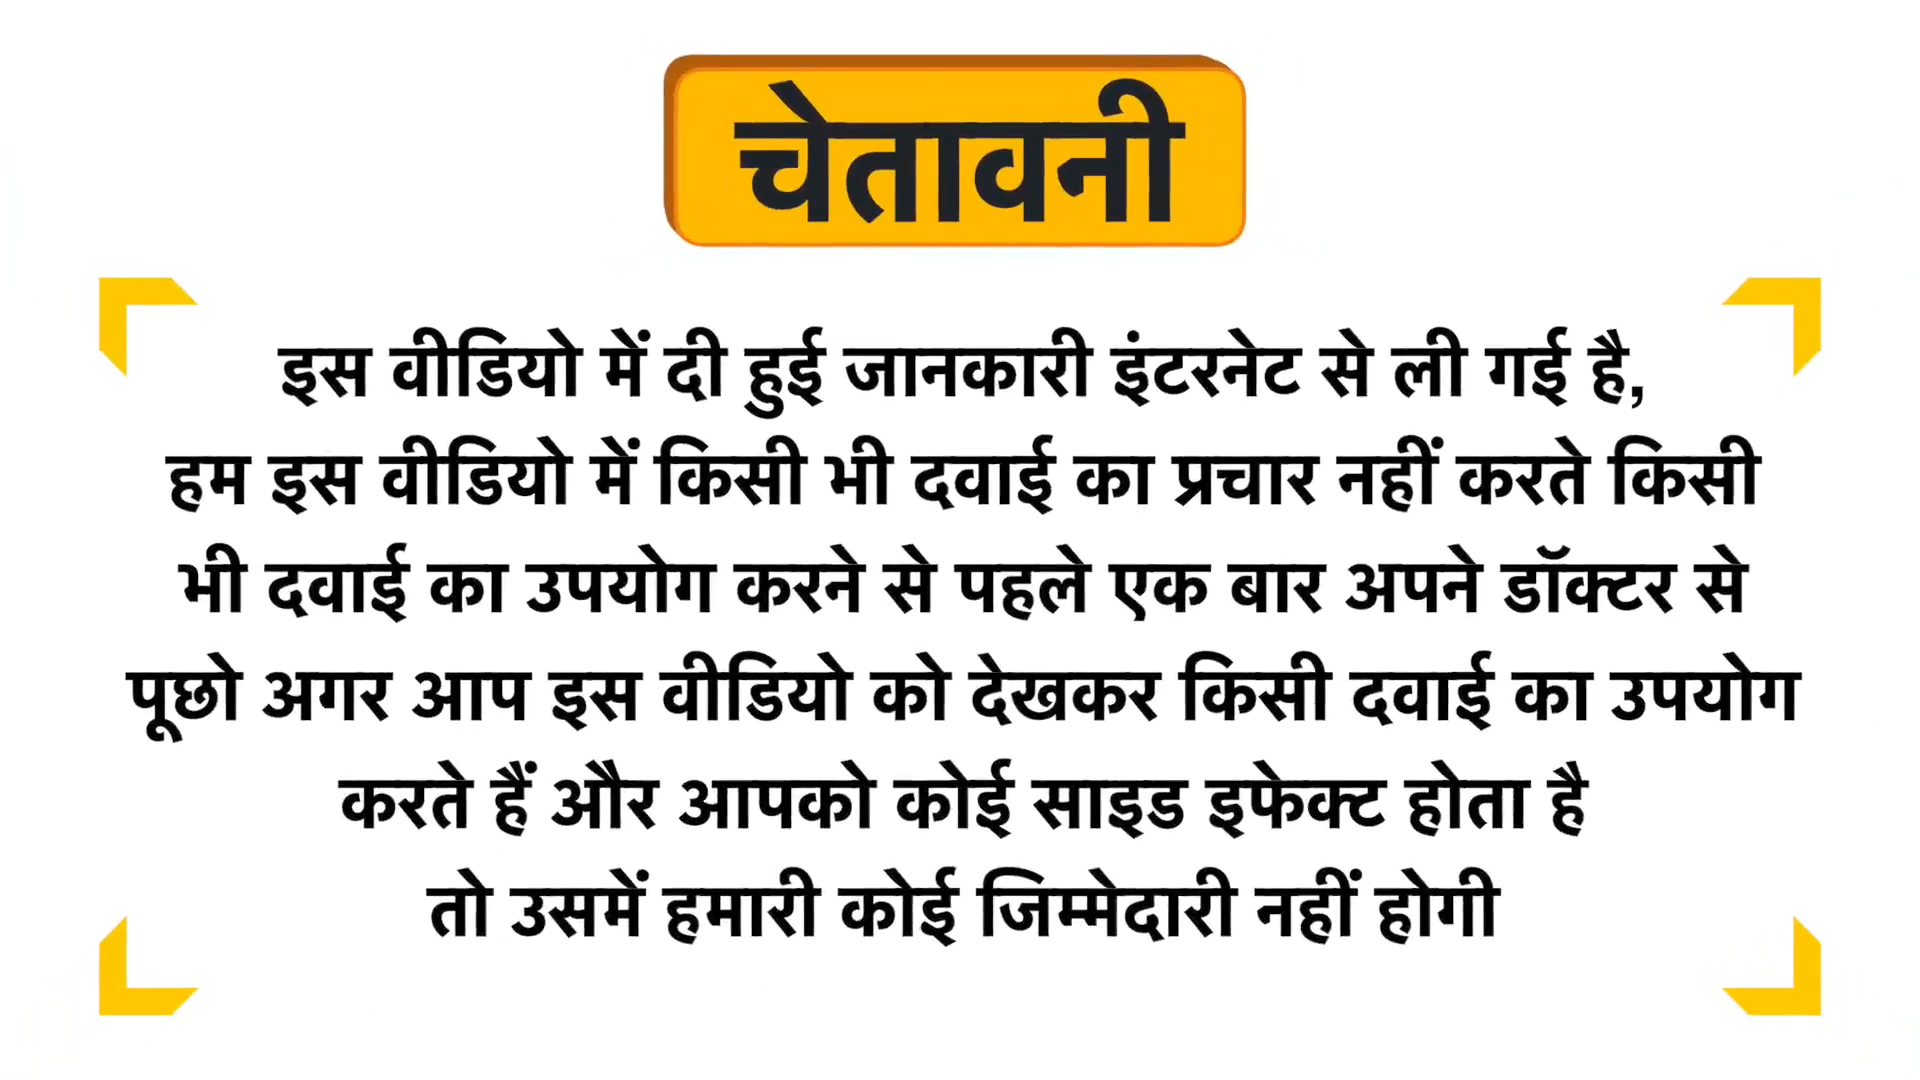 चेतावनी
इस वीडियो में दी हुई जानकारी इंटरनेट से ली गई है,
हम इस वीडियो में किसी भी दवाई का प्रचार नहीं करते किसी
भी दवाई का उपयोग करने से पहले एक बार अपने डॉक्टर से
पूछो अगर आप इस वीडियो को देखकर किसी दवाई का उपयोग
करते हैं और आपको कोई साइड इफेक्ट होता है
तो उसमें हमारी कोई जिम्मेदारी नहीं होगी